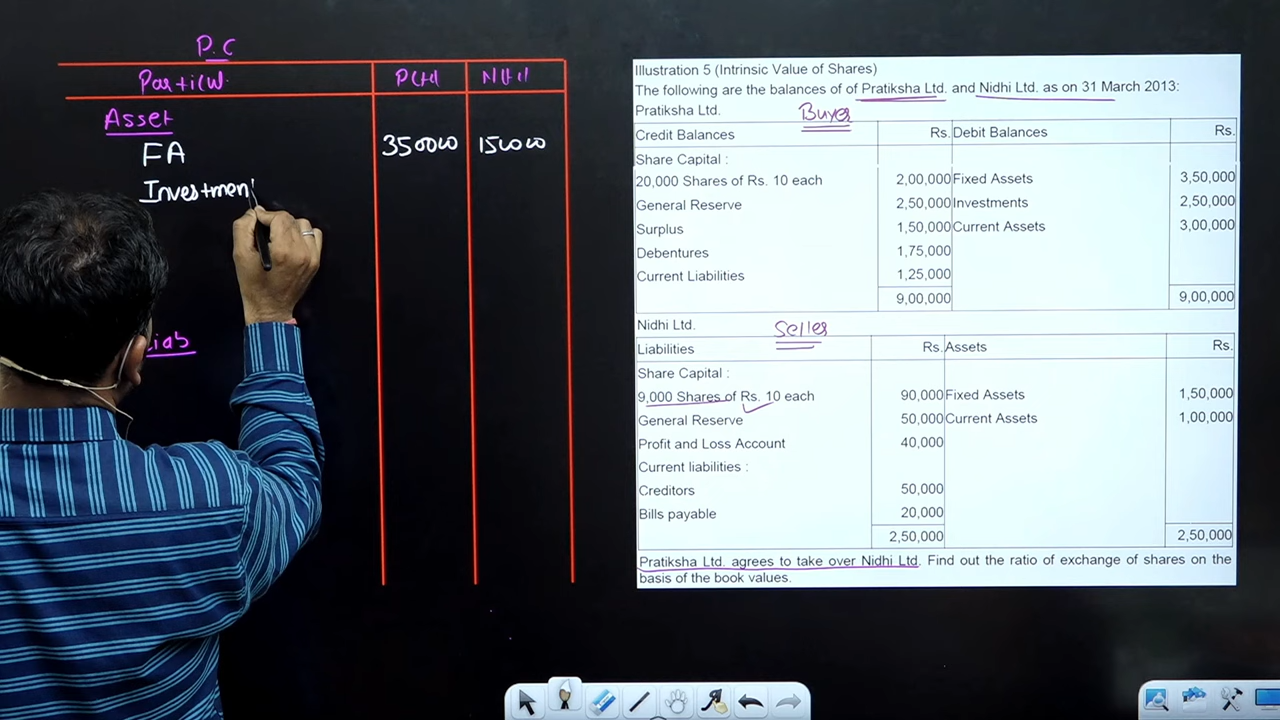 P.C
Particul. P Ltd N Ltd
Asset
FA 350000 150000
Investmen
Liab
Illustration 5 (Intrinsic Value of Shares)
The following are the balances of of Pratiksha Ltd. and Nidhi Ltd. as on 31 March 2013:
Pratiksha Ltd. Buyer
Credit Balances Rs. Debit Balances Rs.
Share Capital :
20,000 Shares of Rs. 10 each 2,00,000 Fixed Assets 3,50,000
General Reserve 2,50,000 Investments 2,50,000
Surplus 1,50,000 Current Assets 3,00,000
Debentures 1,75,000
Current Liabilities 1,25,000
9,00,000 9,00,000
Nidhi Ltd. Seller
Liabilities Rs. Assets Rs.
Share Capital :
9,000 Shares of Rs. 10 each 90,000 Fixed Assets 1,50,000
General Reserve 50,000 Current Assets 1,00,000
Profit and Loss Account 40,000
Current liabilities :
Creditors 50,000
Bills payable 20,000
2,50,000 2,50,000
Pratiksha Ltd. agrees to take over Nidhi Ltd. Find out the ratio of exchange of shares on the
basis of the book values.